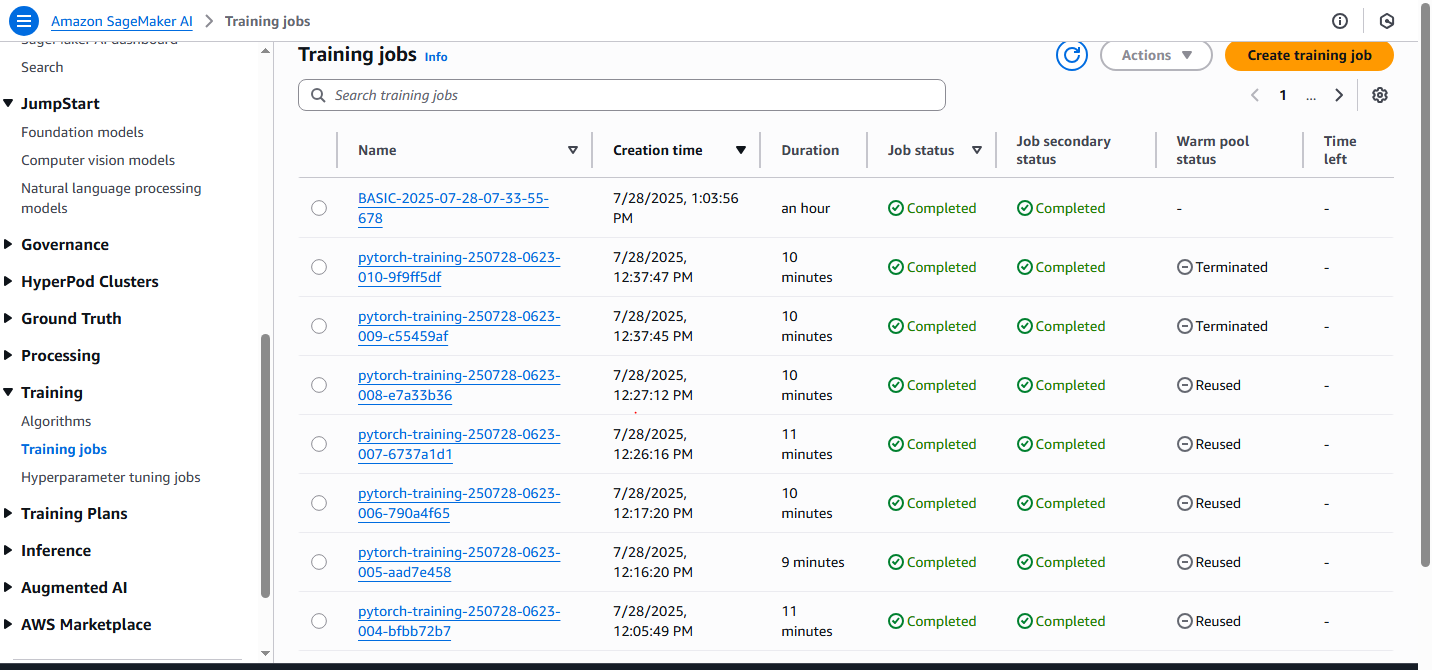 Amazon SageMaker AI > Training jobs
SageMaker AI dashboard
Search
JumpStart
Foundation models
Computer vision models
Natural language processing
models
Governance
HyperPod Clusters
Ground Truth
Processing
Training
Algorithms
Training jobs
Hyperparameter tuning jobs
Training Plans
Inference
Augmented AI
AWS Marketplace
Training jobs Info
Actions
Create training job
Search training jobs
1 ...
Name Creation time Duration Job status Job secondary Warm pool Time
status status left
BASIC-2025-07-28-07-33-55- 7/28/2025, 1:03:56
678 PM
an hour Completed Completed - -
pytorch-training-250728-0623- 7/28/2025, 10
010-9f9ff5df 12:37:47 PM minutes
Completed Completed Terminated -
pytorch-training-250728-0623- 7/28/2025, 10
009-c55459af 12:37:45 PM minutes
Completed Completed Terminated -
pytorch-training-250728-0623- 7/28/2025, 10
008-e7a33b36 12:27:12 PM minutes
Completed Completed Reused -
pytorch-training-250728-0623- 7/28/2025, 11
007-6737a1d1 12:26:16 PM minutes
Completed Completed Reused -
pytorch-training-250728-0623- 7/28/2025, 10
006-790a4f65 12:17:20 PM minutes
Completed Completed Reused -
pytorch-training-250728-0623- 7/28/2025,
005-aad7e458 12:16:20 PM
9 minutes Completed Completed Reused -
pytorch-training-250728-0623- 7/28/2025, 11
004-bfbb72b7 12:05:49 PM minutes
Completed Completed Reused -